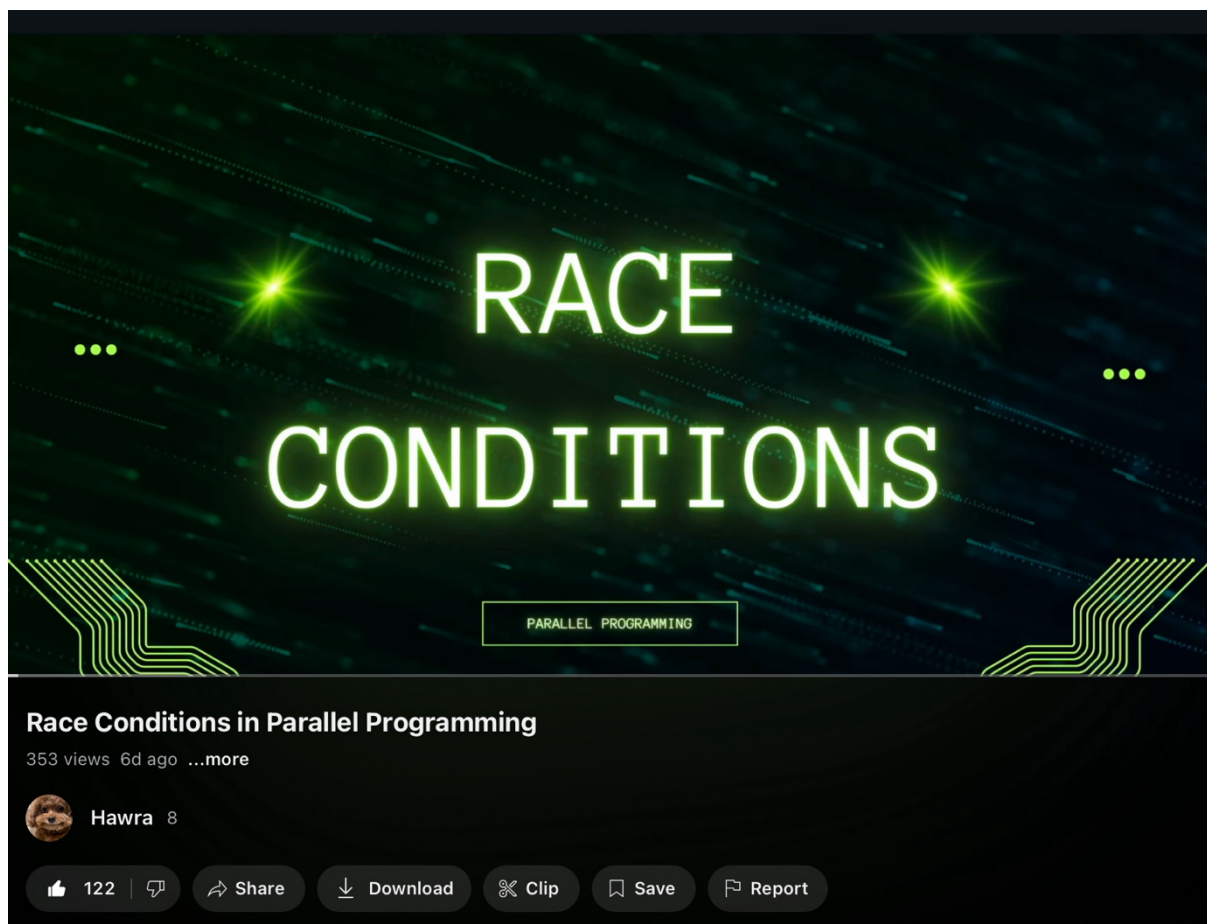 RACE
CONDITIONS
PARALLEL PROGRAMMING
Race Conditions in Parallel Programming
353 views 6d ago ...more
Hawra 8
122 Share Download Clip Save Report